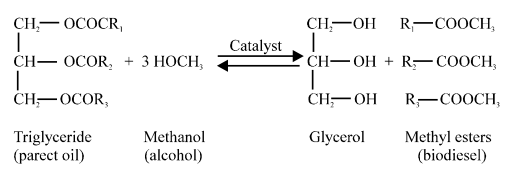 CH₂— OCOCR₁ CH₂—OH R₁—COOCH₃
Catalyst
CH— OCOR₂ + 3 HOCH₃ CH—OH + R₂—COOCH₃
CH₂—OCOR₃ CH₂—OH R₃—COOCH₃
Triglyceride Methanol Glycerol Methyl esters
(parect oil) (alcohol) (biodiesel)